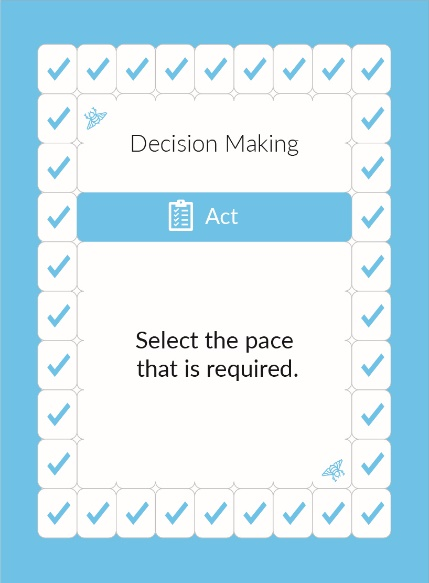 Decision Making
Act
Select the pace
that is required.